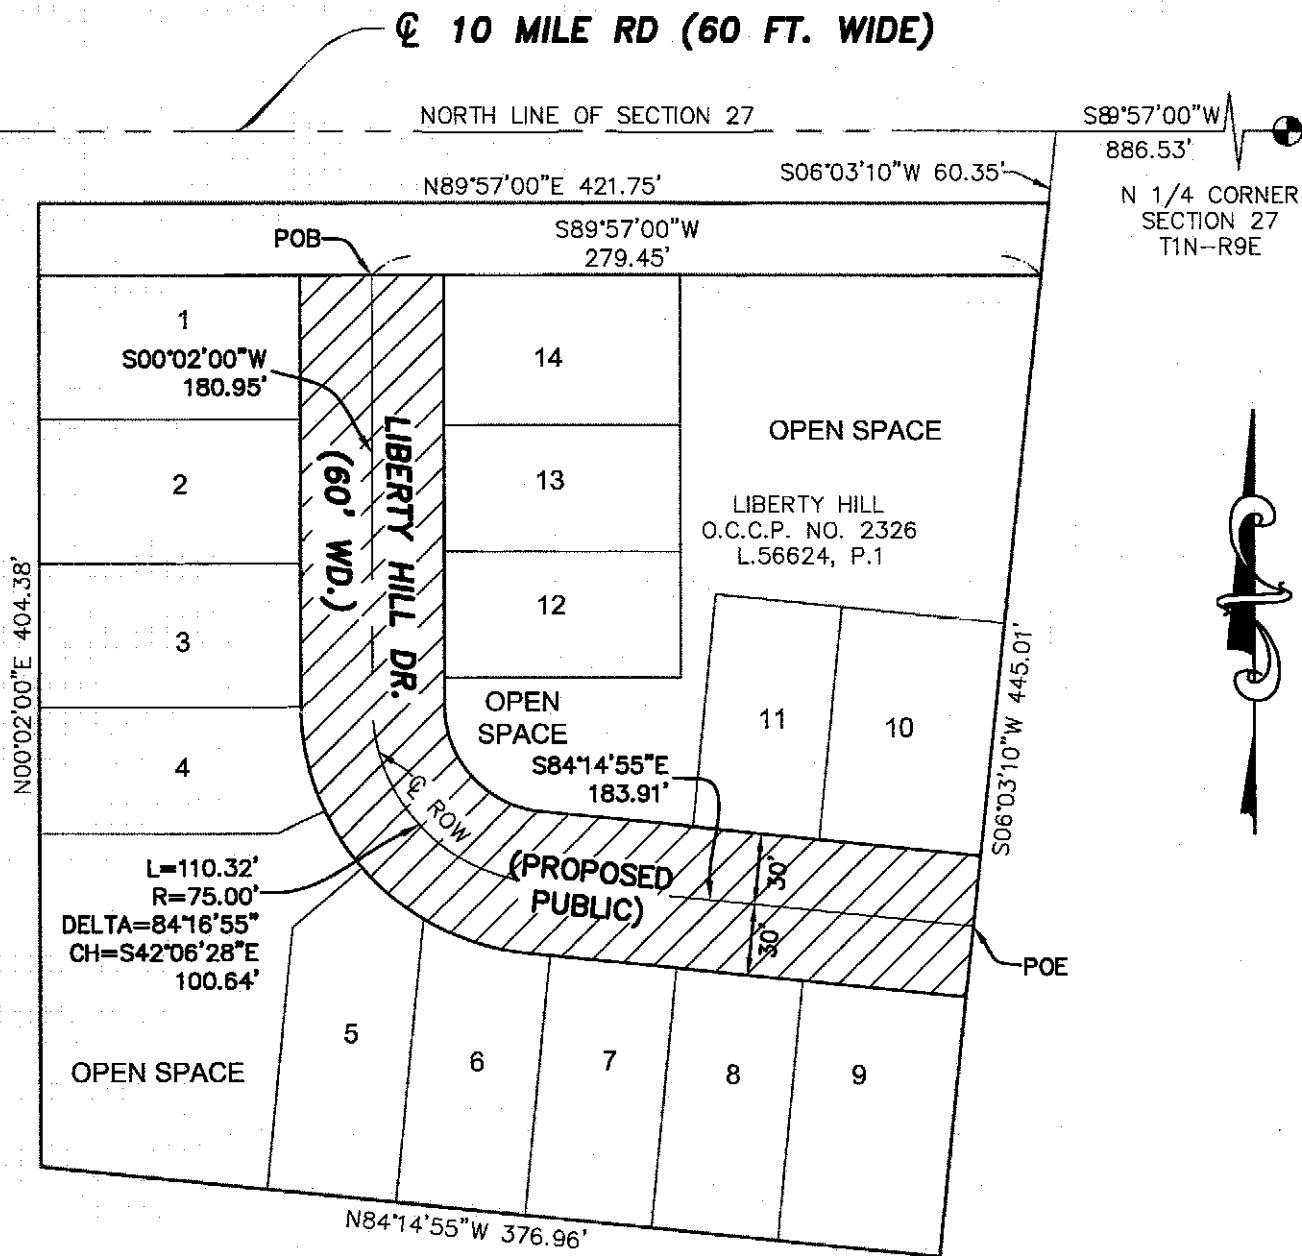 ℄ 10 MILE RD (60 FT. WIDE)
NORTH LINE OF SECTION 27
S89°57'00"W
886.53'
S06°03'10"W 60.35'
N 1/4 CORNER
SECTION 27
T1N-R9E
N89°57'00"E 421.75'
POB
S89°57'00"W
279.45'
1
S00°02'00"W
180.95'
14
2
LIBERTY HILL DR.
(60' WD.)
13
OPEN SPACE
LIBERTY HILL
O.C.C.P. NO. 2326
L.56624, P.1
12
3
N00°02'00"E 404.38'
OPEN
SPACE
11
10
S06°03'10"W 445.01'
4
S84°14'55"E
183.91'
℄ ROW
L=110.32'
R=75.00'
DELTA=84°16'55"
CH=S42°06'28"E
100.64'
(PROPOSED
PUBLIC)
30'
30'
POE
OPEN SPACE
5
6
7
8
9
N84°14'55"W 376.96'